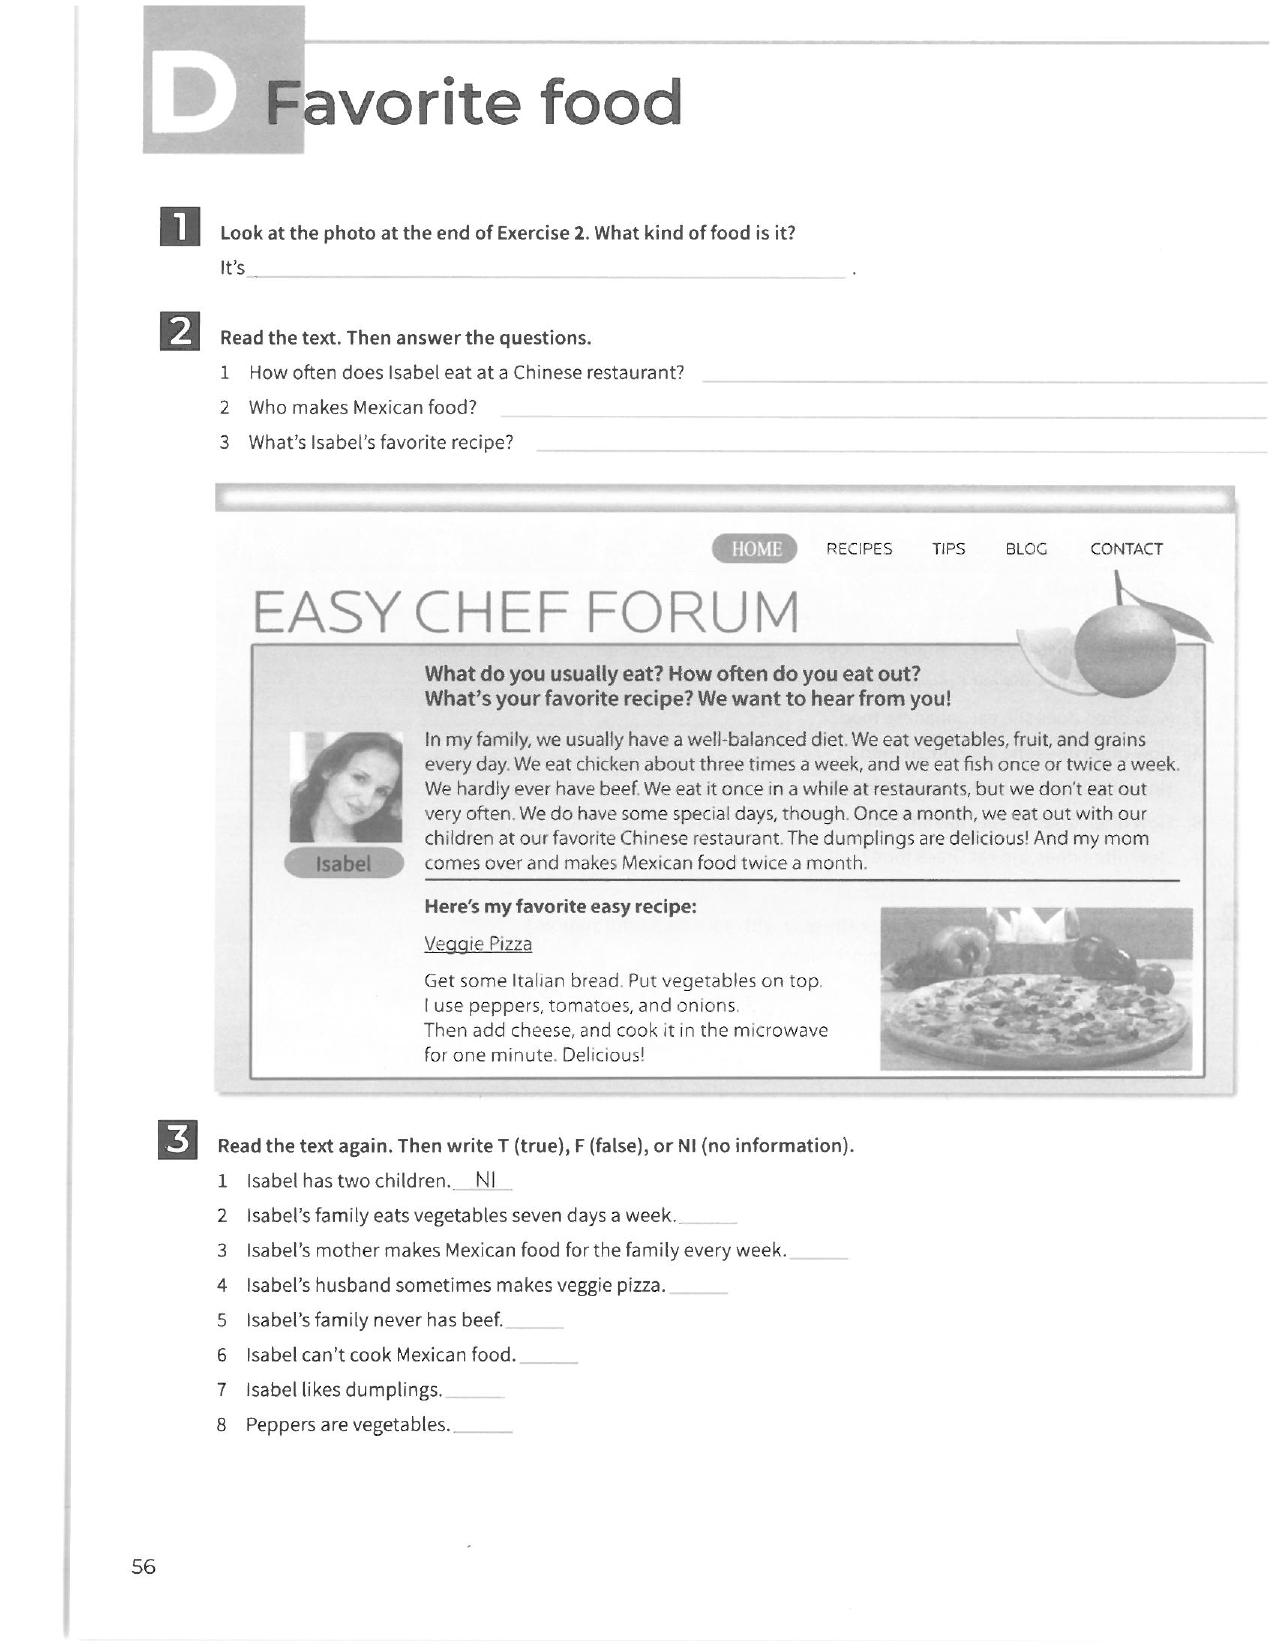 D Favorite food
1 Look at the photo at the end of Exercise 2. What kind of food is it?
It's ______ .
2 Read the text. Then answer the questions.
1 How often does Isabel eat at a Chinese restaurant?
2 Who makes Mexican food?
3 What's Isabel's favorite recipe?
HOME RECIPES TIPS BLOG CONTACT
EASY CHEF FORUM
What do you usually eat? How often do you eat out?
What's your favorite recipe? We want to hear from you!
In my family, we usually have a well-balanced diet. We eat vegetables, fruit, and grains
every day. We eat chicken about three times a week, and we eat fish once or twice a week.
We hardly ever have beef. We eat it once in a while at restaurants, but we don't eat out
very often. We do have some special days, though. Once a month, we eat out with our
children at our favorite Chinese restaurant. The dumplings are delicious! And my mom
comes over and makes Mexican food twice a month.
Isabel
Here's my favorite easy recipe:
Veggie Pizza
Get some Italian bread. Put vegetables on top.
I use peppers, tomatoes, and onions.
Then add cheese, and cook it in the microwave
for one minute. Delicious!
3 Read the text again. Then write T (true), F (false), or NI (no information).
1 Isabel has two children. NI
2 Isabel's family eats vegetables seven days a week.
3 Isabel's mother makes Mexican food for the family every week.
4 Isabel's husband sometimes makes veggie pizza.
5 Isabel's family never has beef.
6 Isabel can't cook Mexican food.
7 Isabel likes dumplings.
8 Peppers are vegetables.
56